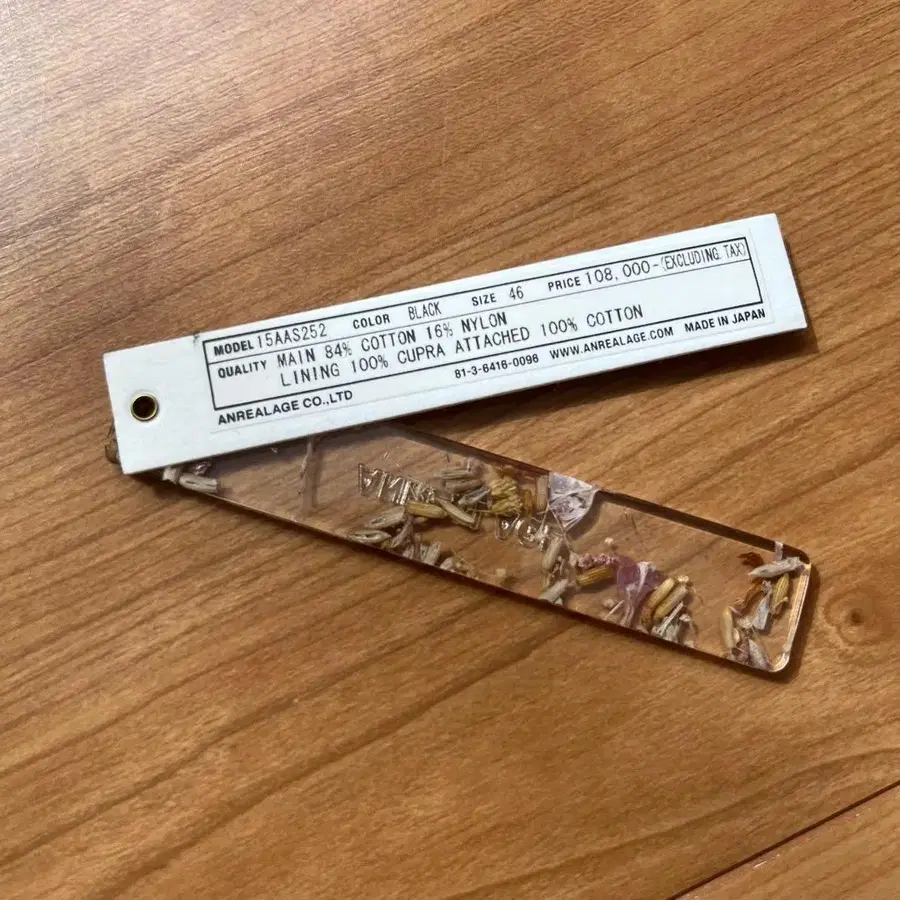 MODEL 15AAS252 COLOR BLACK SIZE 46 PRICE 108,000-(EXCLUDING TAX)
QUALITY MAIN 84% COTTON 16% NYLON
LINING 100% CUPRA ATTACHED 100% COTTON
ANREALAGE CO.,LTD 81-3-6416-0096 WWW.ANREALAGE.COM MADE IN JAPAN